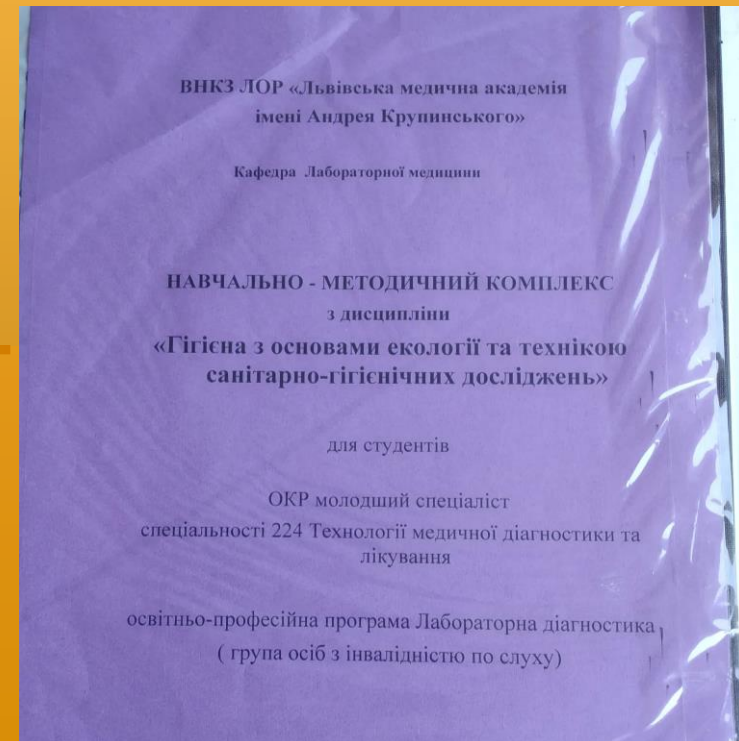 ВНКЗ ЛОР «Львівська медична академія
імені Андрея Крупинського»
Кафедра Лабораторної медицини
НАВЧАЛЬНО - МЕТОДИЧНИЙ КОМПЛЕКС
з дисципліни
«Гігієна з основами екології та технікою
санітарно-гігієнічних досліджень»
для студентів
ОКР молодший спеціаліст
спеціальності 224 Технології медичної діагностики та
лікування
освітньо-професійна програма Лабораторна діагностика
( група осіб з інвалідністю по слуху)